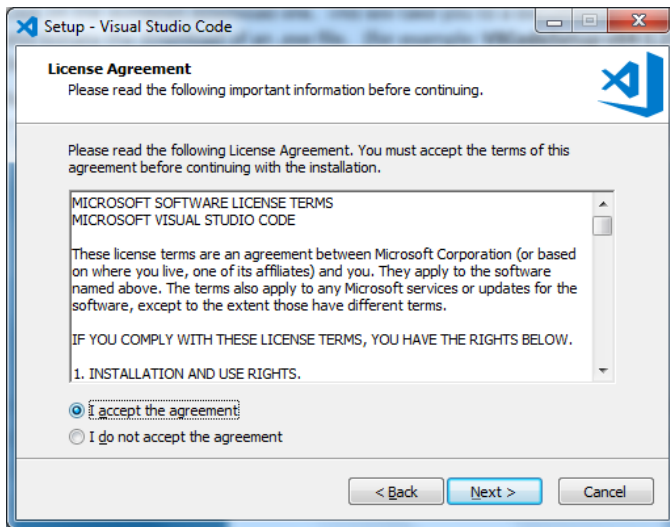 Setup - Visual Studio Code
License Agreement
Please read the following important information before continuing.
Please read the following License Agreement. You must accept the terms of this
agreement before continuing with the installation.
MICROSOFT SOFTWARE LICENSE TERMS
MICROSOFT VISUAL STUDIO CODE
These license terms are an agreement between Microsoft Corporation (or based
on where you live, one of its affiliates) and you. They apply to the software
named above. The terms also apply to any Microsoft services or updates for the
software, except to the extent those have different terms.
IF YOU COMPLY WITH THESE LICENSE TERMS, YOU HAVE THE RIGHTS BELOW.
1. INSTALLATION AND USE RIGHTS.
I accept the agreement
I do not accept the agreement
< Back Next > Cancel